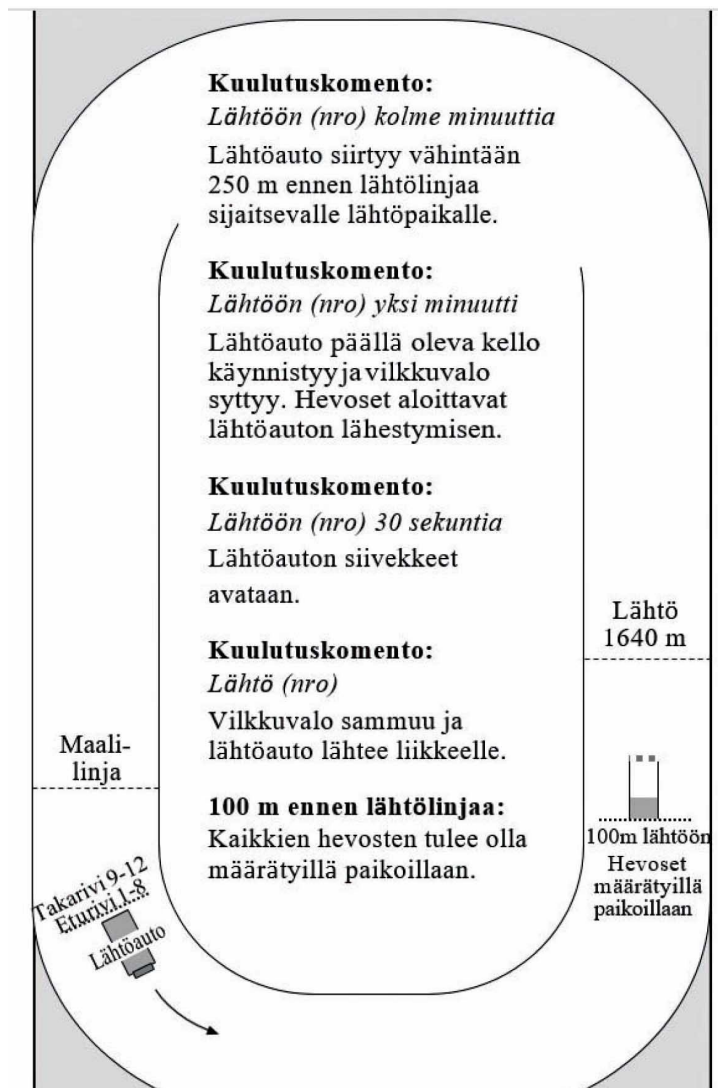 Kuulutuskomento:
Lähtöön (nro) kolme minuuttia
Lähtöauto siirtyy vähintään
250 m ennen lähtölinjaa
sijaitsevalle lähtöpaikalle.
Kuulutuskomento:
Lähtöön (nro) yksi minuutti
Lähtöauto päällä oleva kello
käynnistyy ja vilkkuvalo
syttyy. Hevoset aloittavat
lähtöauton lähestymisen.
Kuulutuskomento:
Lähtöön (nro) 30 sekuntia
Lähtöauton siivekkeet
avataan.
Kuulutuskomento:
Lähtö (nro)
Vilkkuvalo sammuu ja
lähtöauto lähtee liikkeelle.
100 m ennen lähtölinjaa:
Kaikkien hevosten tulee olla
määrätyillä paikoillaan.
Lähtö
1640 m
100m lähtöön
Hevoset
määrätyillä
paikoillaan
Maali-
linja
Takarivi 9-12
Eturivi 1-8
Lähtöauto